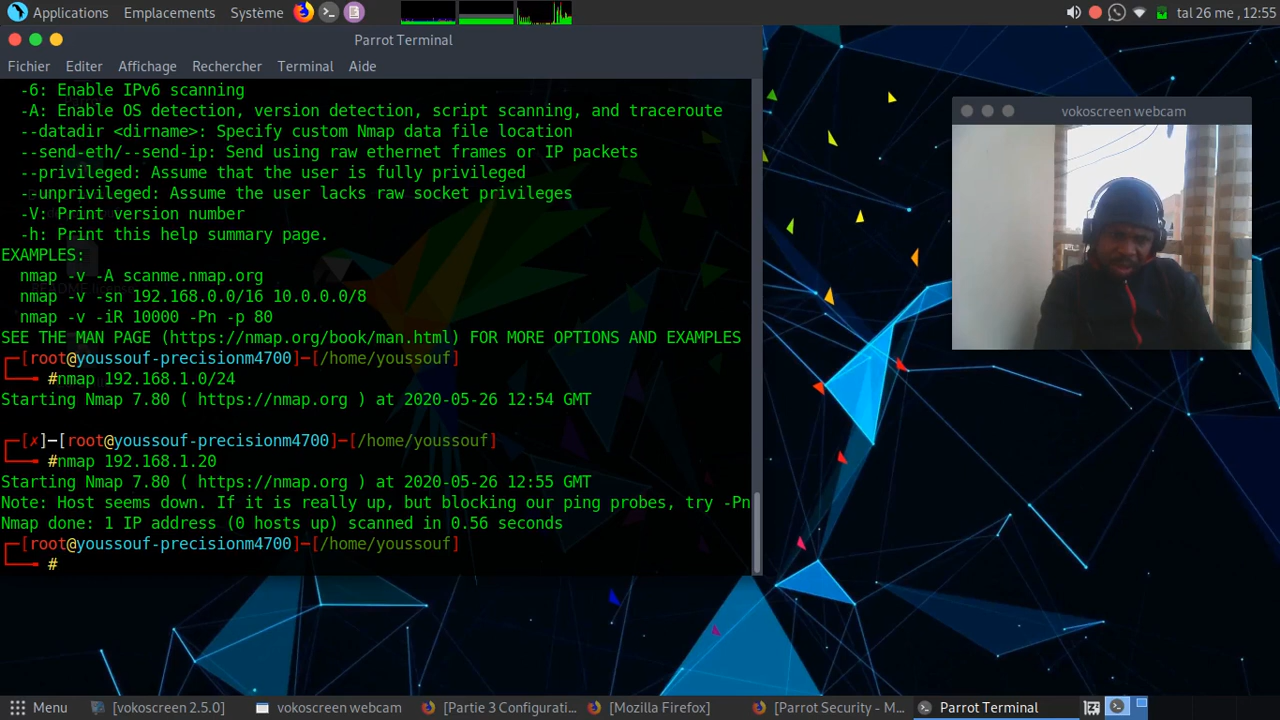 Applications Emplacements Système tal 26 me , 12:55
Parrot Terminal
Fichier Editer Affichage Rechercher Terminal Aide
-6: Enable IPv6 scanning
-A: Enable OS detection, version detection, script scanning, and traceroute
--datadir <dirname>: Specify custom Nmap data file location
--send-eth/--send-ip: Send using raw ethernet frames or IP packets
--privileged: Assume that the user is fully privileged
--unprivileged: Assume the user lacks raw socket privileges
-V: Print version number
-h: Print this help summary page.
EXAMPLES:
nmap -v -A scanme.nmap.org
nmap -v -sn 192.168.0.0/16 10.0.0.0/8
nmap -v -iR 10000 -Pn -p 80
SEE THE MAN PAGE (https://nmap.org/book/man.html) FOR MORE OPTIONS AND EXAMPLES
┌─[root@youssouf-precisionm4700]─[/home/youssouf]
└──╼ #nmap 192.168.1.0/24
Starting Nmap 7.80 ( https://nmap.org ) at 2020-05-26 12:54 GMT
┌─[✗]─[root@youssouf-precisionm4700]─[/home/youssouf]
└──╼ #nmap 192.168.1.20
Starting Nmap 7.80 ( https://nmap.org ) at 2020-05-26 12:55 GMT
Note: Host seems down. If it is really up, but blocking our ping probes, try -Pn
Nmap done: 1 IP address (0 hosts up) scanned in 0.56 seconds
┌─[root@youssouf-precisionm4700]─[/home/youssouf]
└──╼ #
vokoscreen webcam
Menu [vokoscreen 2.5.0] vokoscreen webcam [Partie 3 Configurati... [Mozilla Firefox] [Parrot Security - M... Parrot Terminal